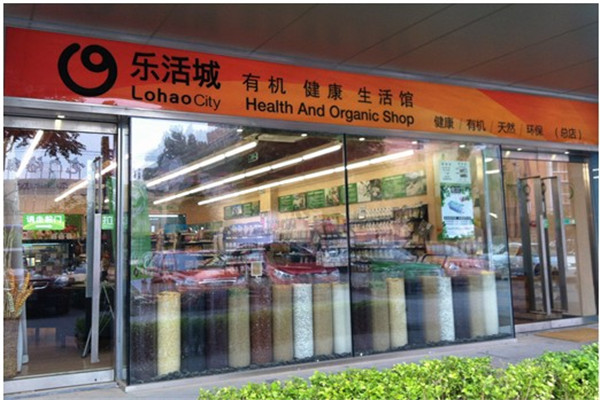 乐活城
LohaoCity
有机 健康 生活馆
Health And Organic Shop
健康 / 有机 / 天然 / 环保 （总店）